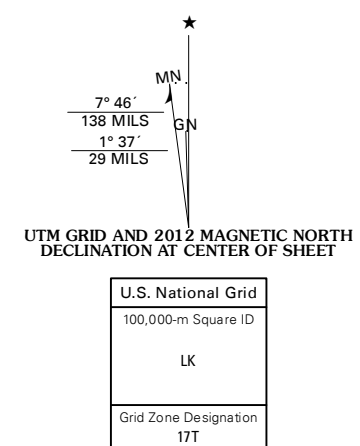 ★
MN
7° 46´
138 MILS
GN
1° 37´
29 MILS
UTM GRID AND 2012 MAGNETIC NORTH
DECLINATION AT CENTER OF SHEET
U.S. National Grid
100,000-m Square ID
LK
Grid Zone Designation
17T